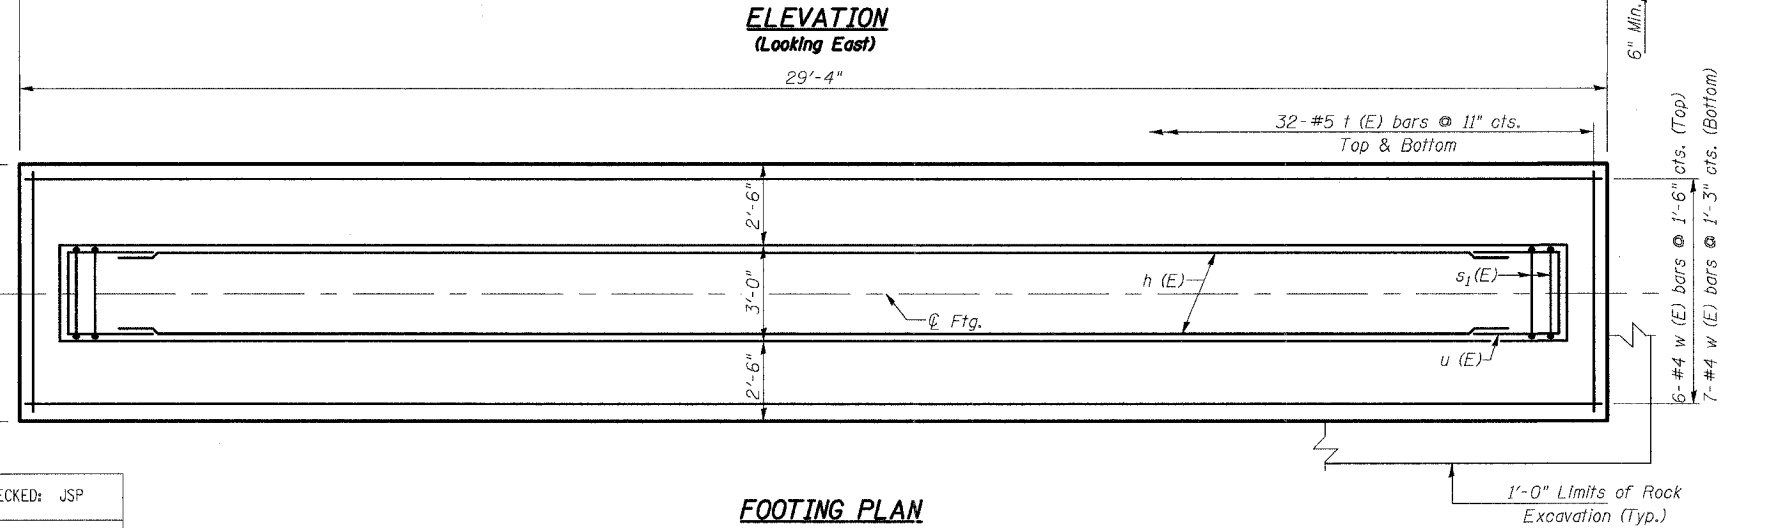 ELEVATION
(Looking East)
29'-4"
6" Min.
32-#5 t (E) bars @ 11" cts.
Top & Bottom
6-#4 w (E) bars @ 1'-6" cts. (Top)
7-#4 w (E) bars @ 1'-3" cts. (Bottom)
2'-6"
3'-0"
2'-6"
h (E)
s1(E)
℄ Ftg.
u (E)
1'-0" Limits of Rock
Excavation (Typ.)
ECKED: JSP
FOOTING PLAN